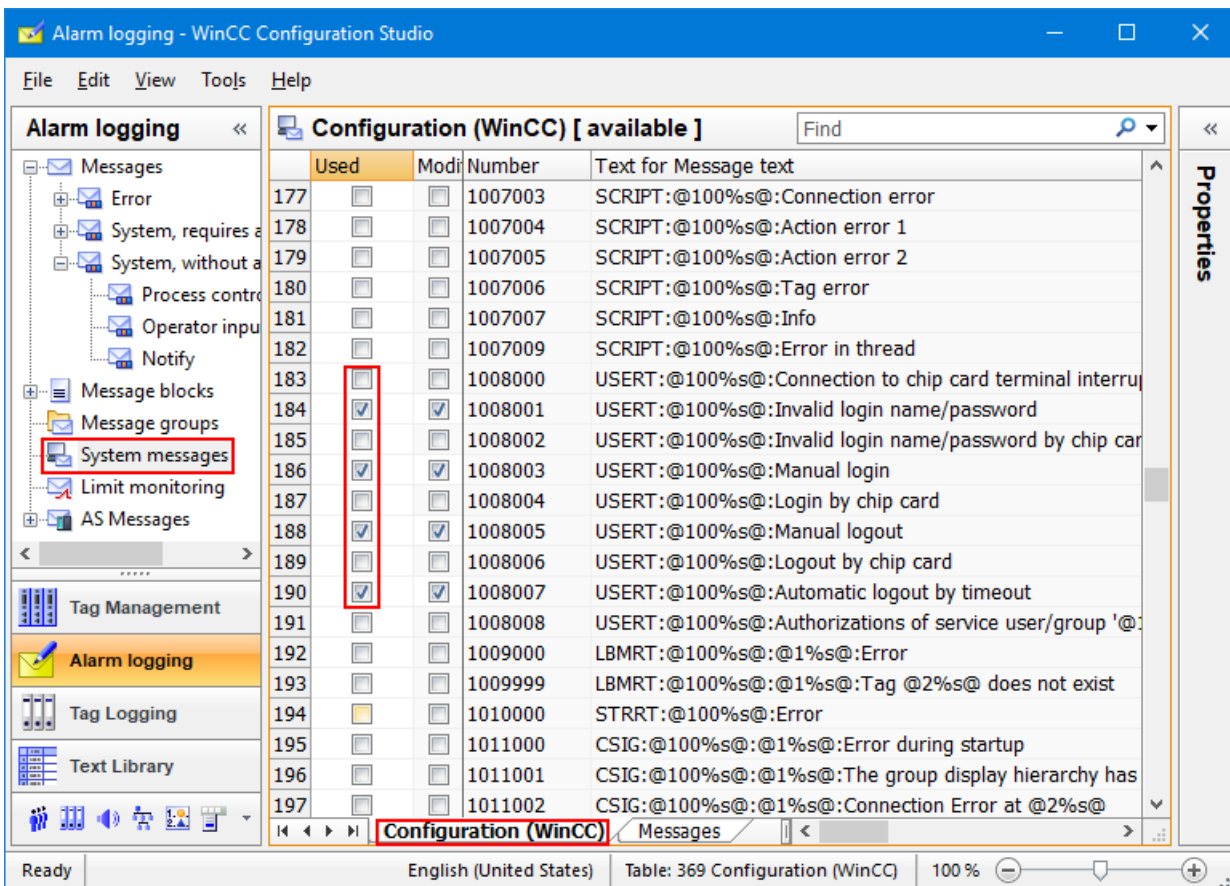 Alarm logging - WinCC Configuration Studio
File Edit View Tools Help
Alarm logging «
Messages
Error
System, requires a
System, without a
Process contro
Operator inpu
Notify
Message blocks
Message groups
System messages
Limit monitoring
AS Messages
Tag Management
Alarm logging
Tag Logging
Text Library
Configuration (WinCC) [ available ] Find
Used Modif Number Text for Message text
177 1007003 SCRIPT:@100%s@:Connection error
178 1007004 SCRIPT:@100%s@:Action error 1
179 1007005 SCRIPT:@100%s@:Action error 2
180 1007006 SCRIPT:@100%s@:Tag error
181 1007007 SCRIPT:@100%s@:Info
182 1007009 SCRIPT:@100%s@:Error in thread
183 1008000 USERT:@100%s@:Connection to chip card terminal interrup
184 1008001 USERT:@100%s@:Invalid login name/password
185 1008002 USERT:@100%s@:Invalid login name/password by chip car
186 1008003 USERT:@100%s@:Manual login
187 1008004 USERT:@100%s@:Login by chip card
188 1008005 USERT:@100%s@:Manual logout
189 1008006 USERT:@100%s@:Logout by chip card
190 1008007 USERT:@100%s@:Automatic logout by timeout
191 1008008 USERT:@100%s@:Authorizations of service user/group '@1
192 1009000 LBMRT:@100%s@:@1%s@:Error
193 1009999 LBMRT:@100%s@:@1%s@:Tag @2%s@ does not exist
194 1010000 STRRT:@100%s@:Error
195 1011000 CSIG:@100%s@:@1%s@:Error during startup
196 1011001 CSIG:@100%s@:@1%s@:The group display hierarchy has
197 1011002 CSIG:@100%s@:@1%s@:Connection Error at @2%s@
Configuration (WinCC) Messages
«
Properties
Ready English (United States) Table: 369 Configuration (WinCC) 100 %